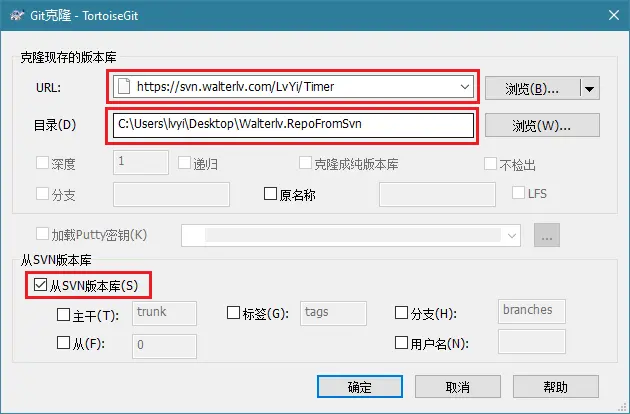 Git克隆 - TortoiseGit
克隆现存的版本库
URL: https://svn.walterlv.com/LvYi/Timer 浏览(B)...
目录(D) C:\Users\lvyi\Desktop\Walterlv.RepoFromSvn 浏览(W)...
深度 1 递归 克隆成纯版本库 不检出
分支 原名称 LFS
加载Putty密钥(K) ...
从SVN版本库
从SVN版本库(S)
主干(T): trunk 标签(G): tags 分支(H): branches
从(F): 0 用户名(N):
确定 取消 帮助